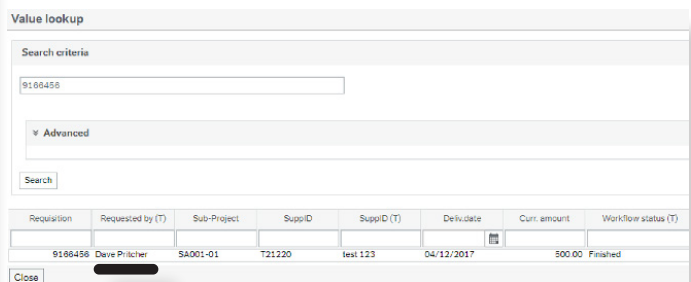 Value lookup
Search criteria
9166456
¥ Advanced
Search
Requisition Requested by (T) Sub-Project SuppID SuppID (T) Deliv.date Curr. amount Workflow status (T)
9166456 Dave Pritcher SA001-01 T21220 test 123 04/12/2017 500.00 Finished
Close